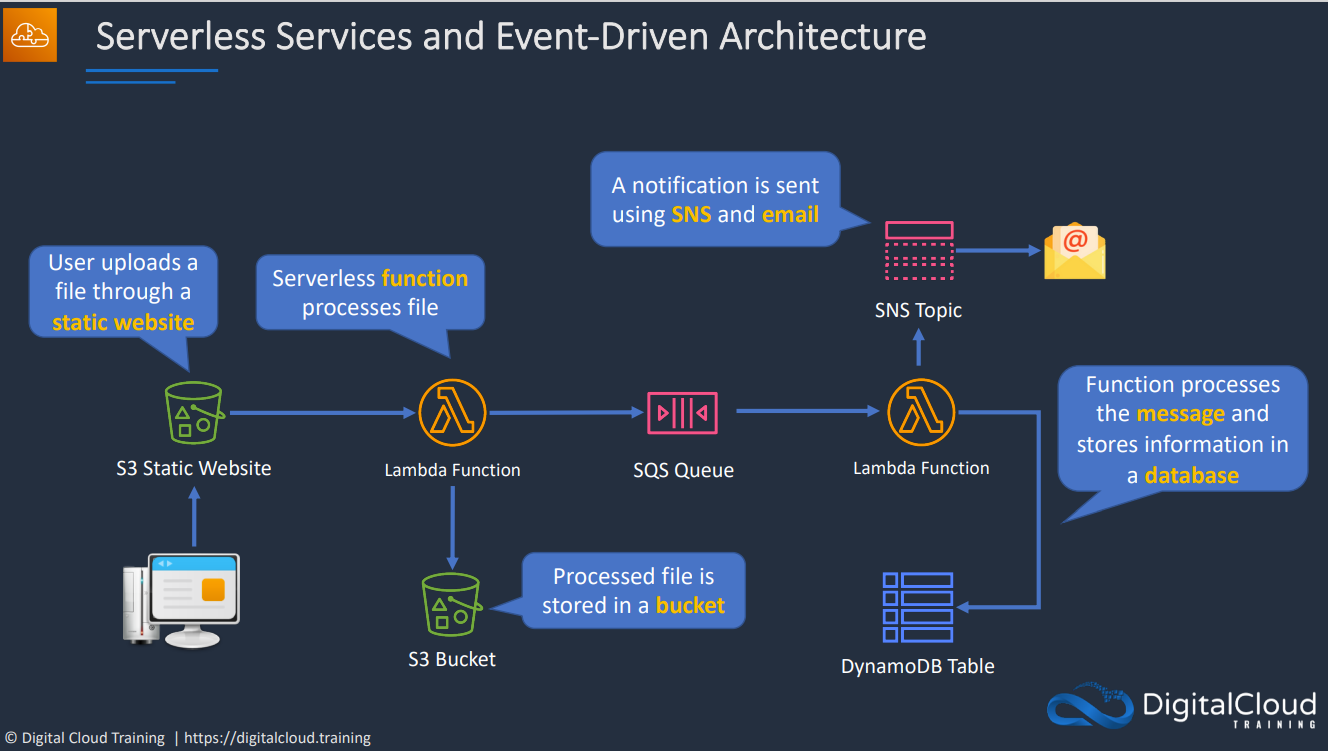 Serverless Services and Event-Driven Architecture
A notification is sent
using SNS and email
User uploads a
file through a
static website
Serverless function
processes file
@
SNS Topic
Function processes
the message and
stores information in
a database
S3 Static Website
Lambda Function
SQS Queue
Lambda Function
Processed file is
stored in a bucket
S3 Bucket
DynamoDB Table
DigitalCloud
TRAINING
© Digital Cloud Training | https://digitalcloud.training